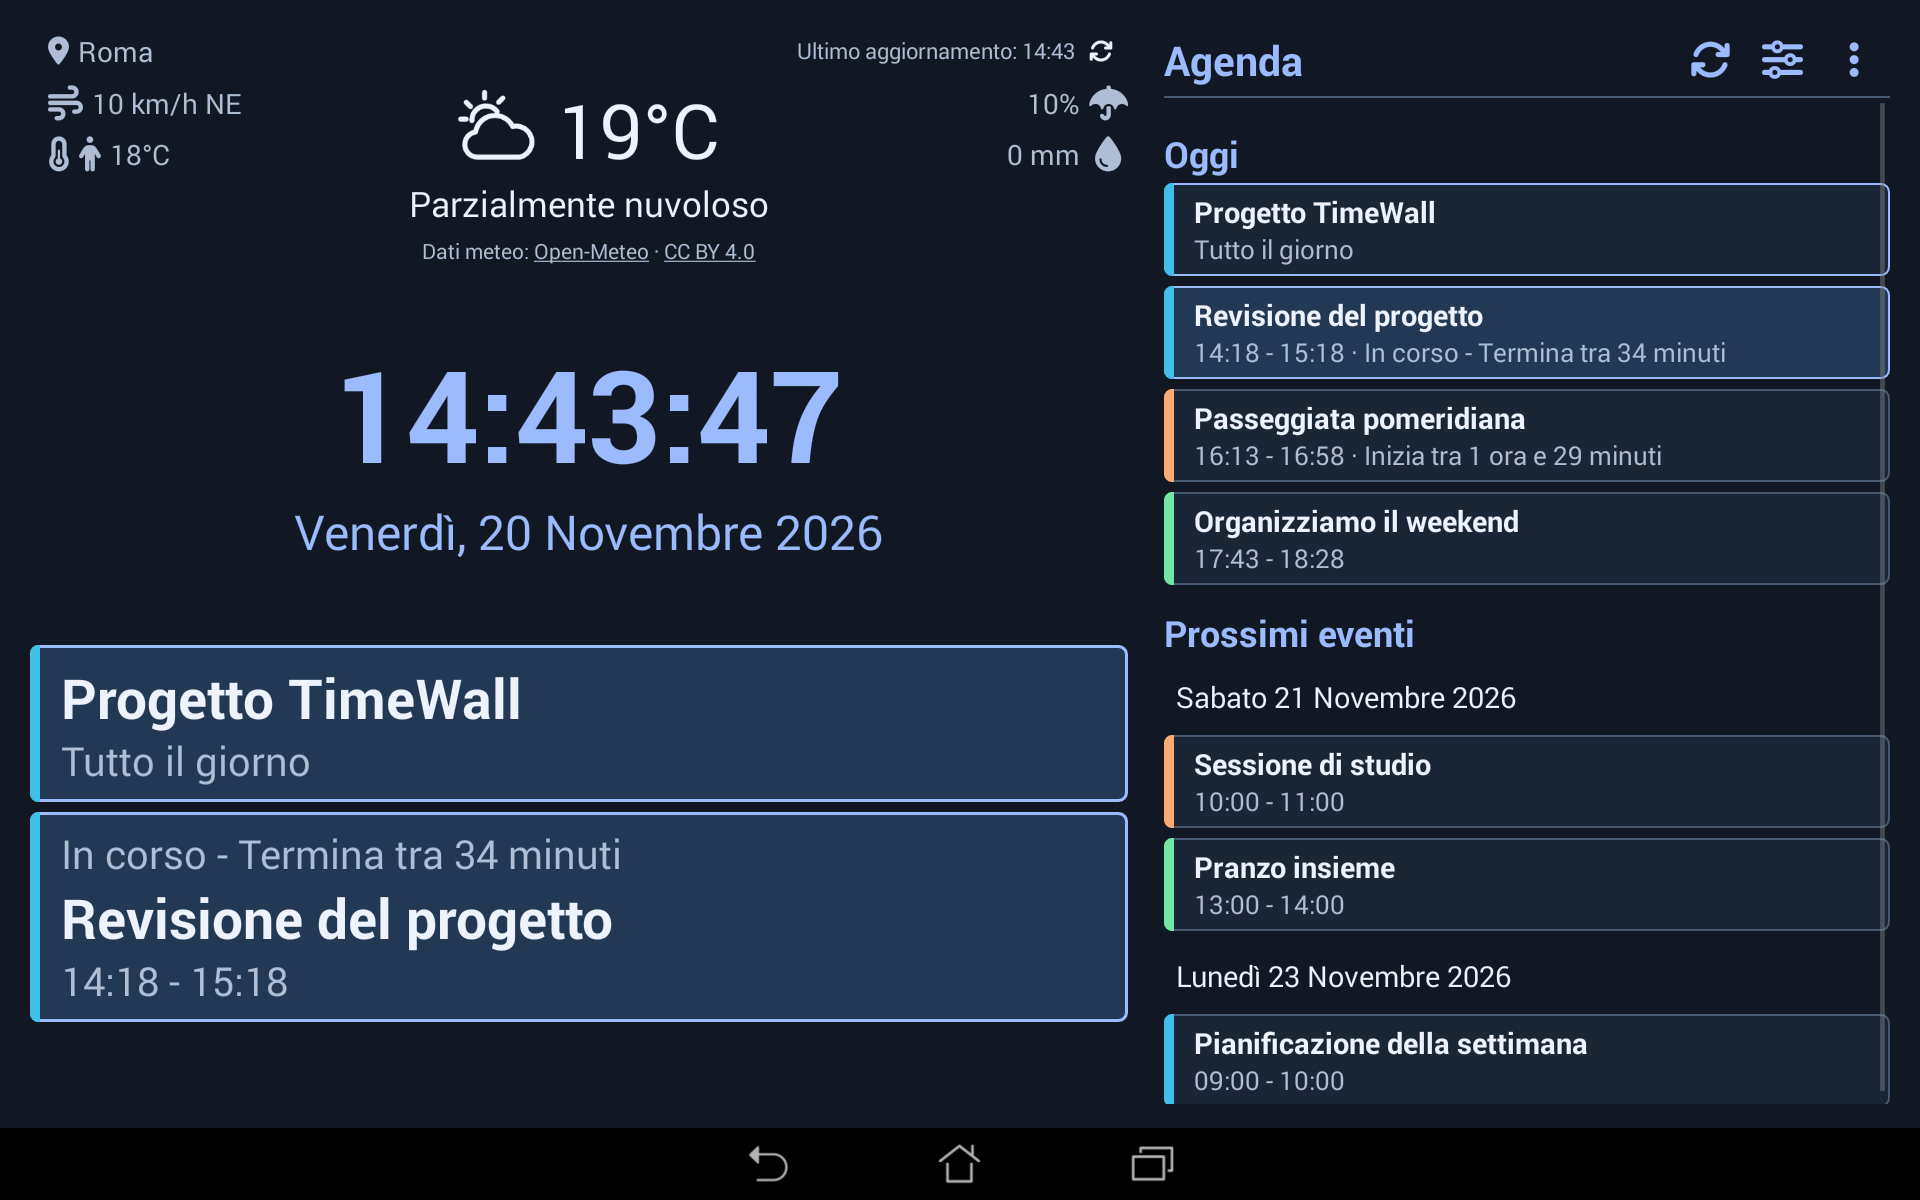 Roma
10 km/h NE
18°C
Ultimo aggiornamento: 14:43
19°C
10%
0 mm
Parzialmente nuvoloso
Dati meteo: Open-Meteo · CC BY 4.0
14:43:47
Venerdì, 20 Novembre 2026
Progetto TimeWall
Tutto il giorno
In corso - Termina tra 34 minuti
Revisione del progetto
14:18 - 15:18
Agenda
Oggi
Progetto TimeWall
Tutto il giorno
Revisione del progetto
14:18 - 15:18 · In corso - Termina tra 34 minuti
Passeggiata pomeridiana
16:13 - 16:58 · Inizia tra 1 ora e 29 minuti
Organizziamo il weekend
17:43 - 18:28
Prossimi eventi
Sabato 21 Novembre 2026
Sessione di studio
10:00 - 11:00
Pranzo insieme
13:00 - 14:00
Lunedì 23 Novembre 2026
Pianificazione della settimana
09:00 - 10:00